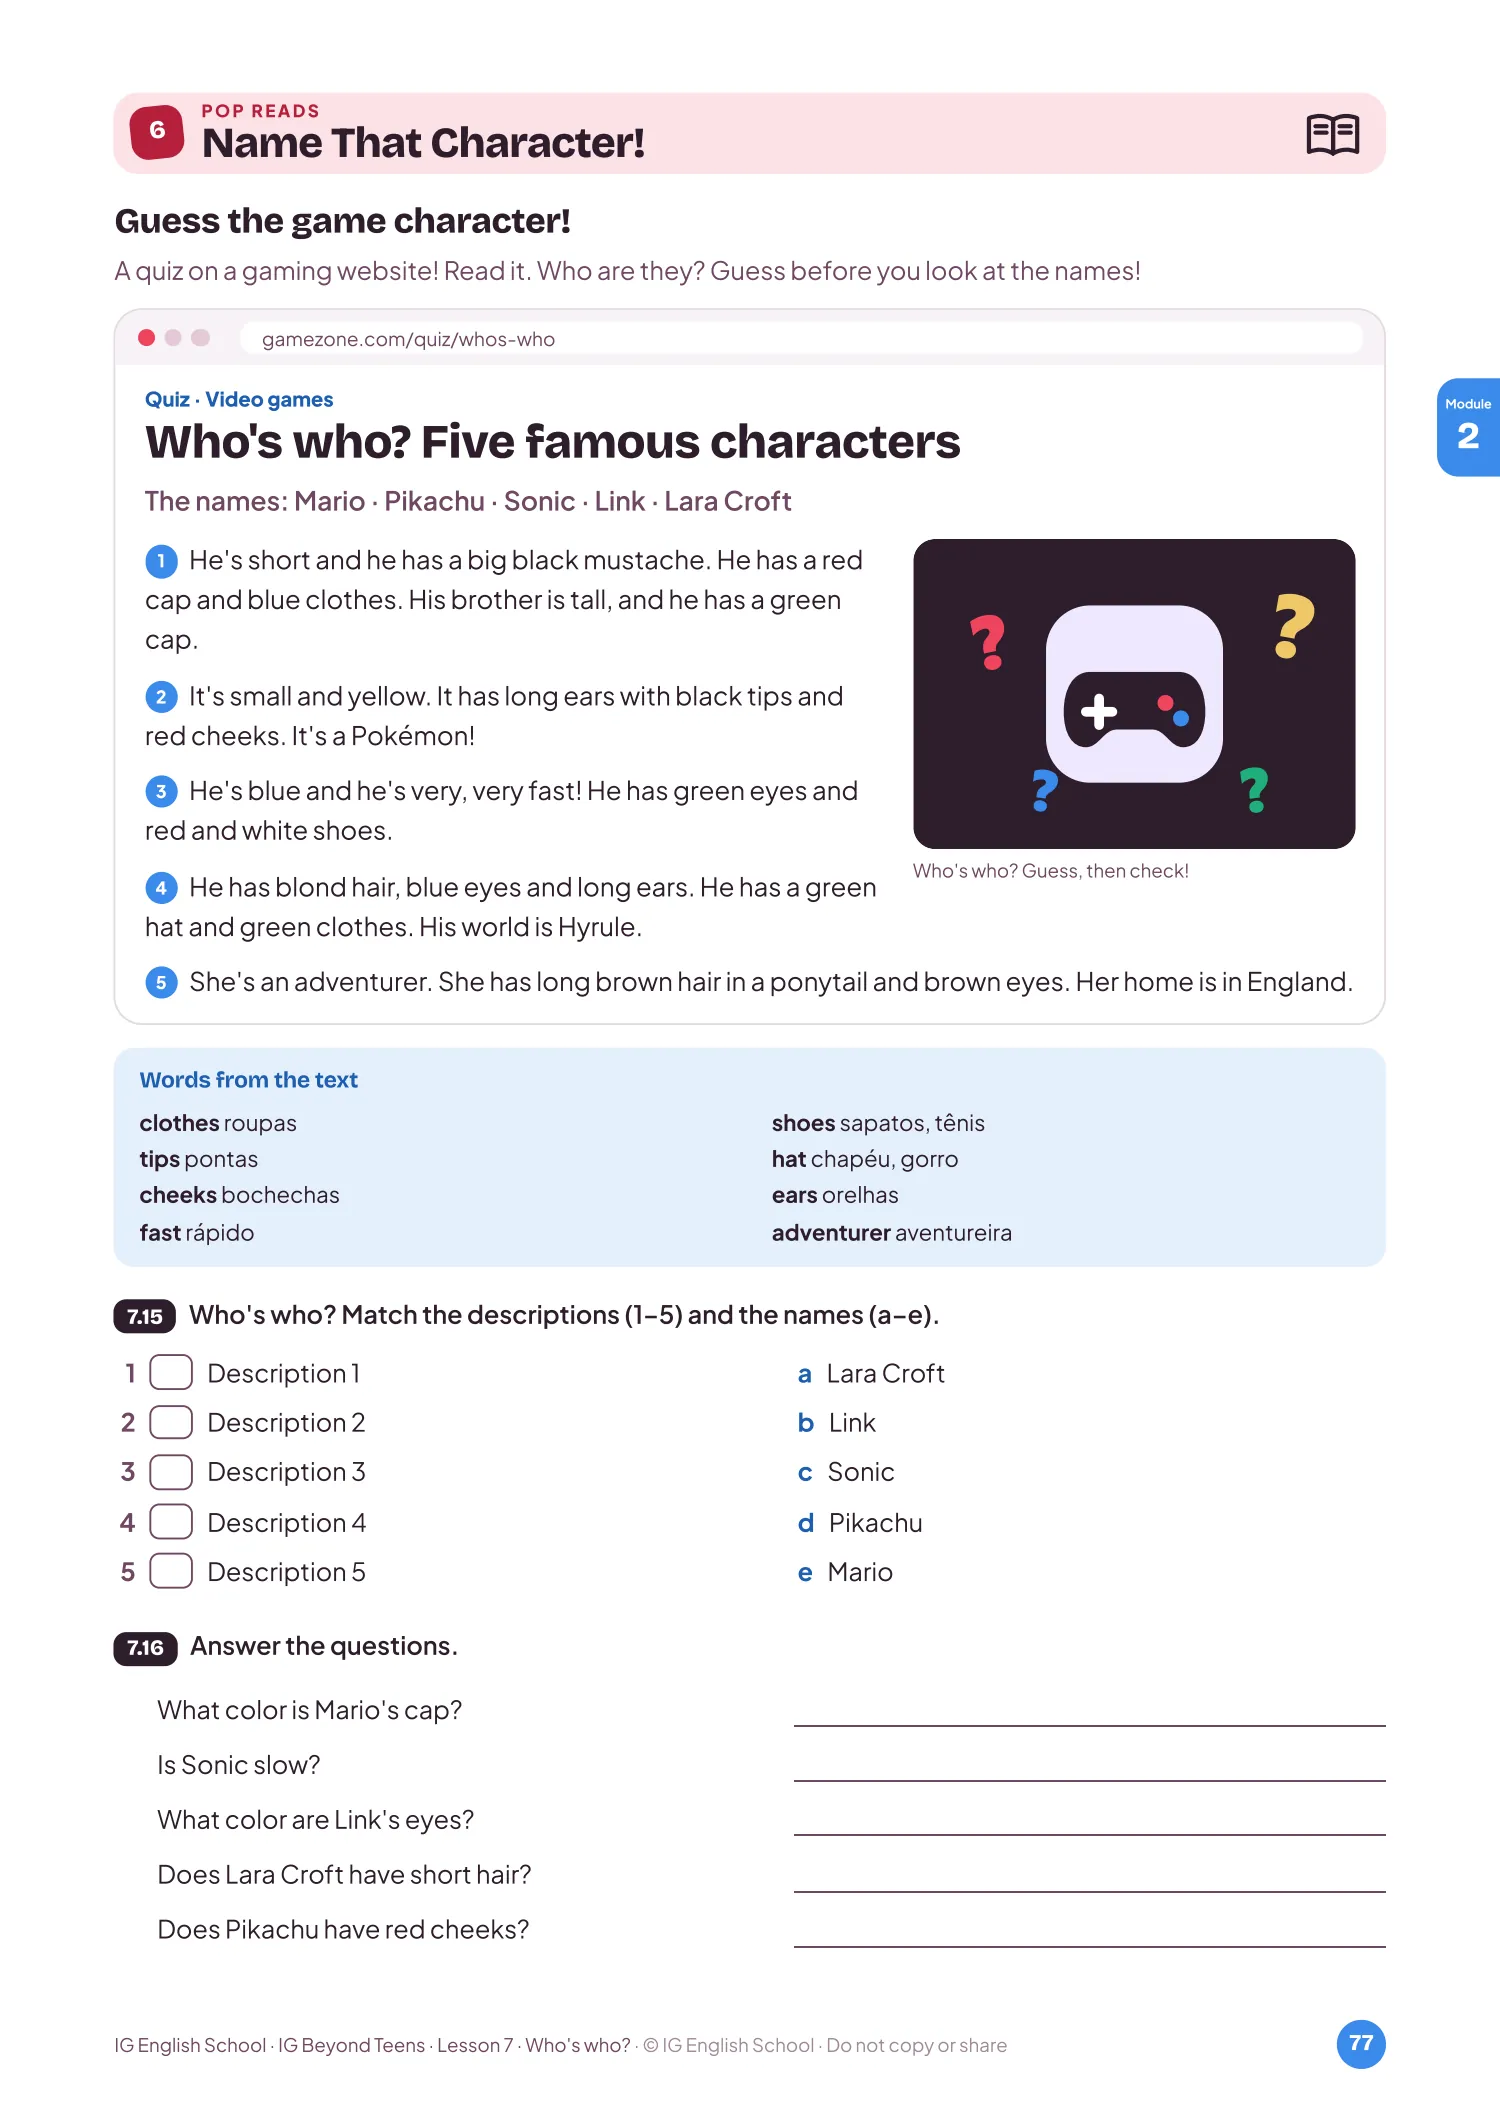 6
POP READS
Name That Character!
Guess the game character!
A quiz on a gaming website! Read it. Who are they? Guess before you look at the names!
gamezone.com/quiz/whos-who
Quiz · Video games
Who's who? Five famous characters
The names: Mario · Pikachu · Sonic · Link · Lara Croft
1 He's short and he has a big black mustache. He has a red
cap and blue clothes. His brother is tall, and he has a green
cap.
2 It's small and yellow. It has long ears with black tips and
red cheeks. It's a Pokémon!
3 He's blue and he's very, very fast! He has green eyes and
red and white shoes.
4 He has blond hair, blue eyes and long ears. He has a green
hat and green clothes. His world is Hyrule.
5 She's an adventurer. She has long brown hair in a ponytail and brown eyes. Her home is in England.
? ? ? ?
Who's who? Guess, then check!
Module
2
Words from the text
clothes roupas
tips pontas
cheeks bochechas
fast rápido
shoes sapatos, tênis
hat chapéu, gorro
ears orelhas
adventurer aventureira
7.15 Who's who? Match the descriptions (1–5) and the names (a–e).
1 Description 1
2 Description 2
3 Description 3
4 Description 4
5 Description 5
a Lara Croft
b Link
c Sonic
d Pikachu
e Mario
7.16 Answer the questions.
What color is Mario's cap?
Is Sonic slow?
What color are Link's eyes?
Does Lara Croft have short hair?
Does Pikachu have red cheeks?
IG English School · IG Beyond Teens · Lesson 7 · Who's who? · © IG English School · Do not copy or share
77